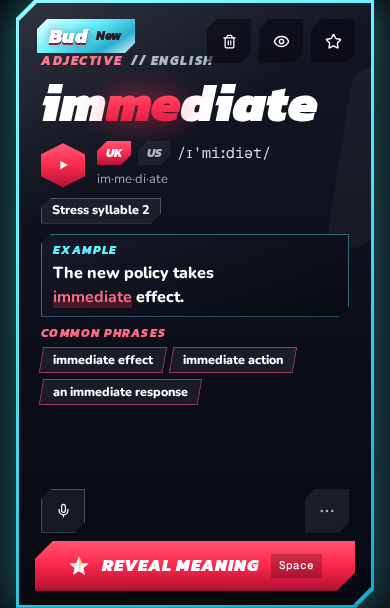 Bud New
ADJECTIVE // ENGLISH
immediate
UK US /ɪˈmiːdiət/
im·me·di·ate
Stress syllable 2
EXAMPLE
The new policy takes
immediate effect.
COMMON PHRASES
immediate effect immediate action
an immediate response
REVEAL MEANING Space